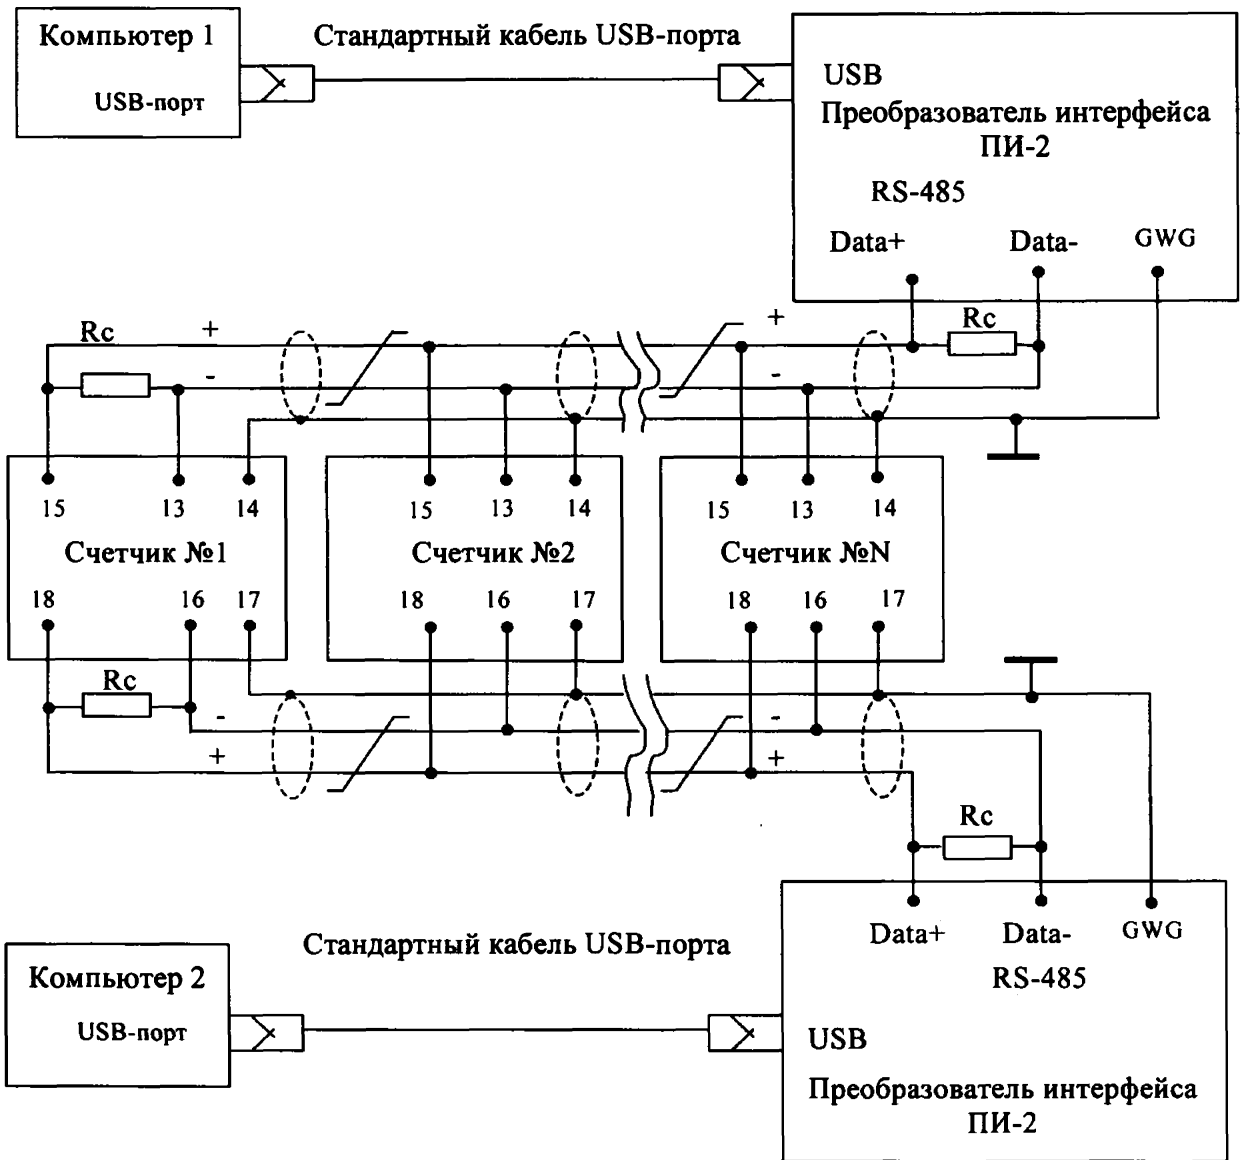 Компьютер 1
Стандартный кабель USB-порта
USB-порт
USB
Преобразователь интерфейса
ПИ-2
RS-485
Data+ Data- GWG
Rc + + Rc
- -
15 13 14 15 13 14 15 13 14
Счетчик №1 Счетчик №2 Счетчик №N
18 16 17 18 16 17 18 16 17
Rc
- -
+ +
Rc
Data+ Data- GWG
RS-485
Стандартный кабель USB-порта
Компьютер 2
USB-порт
USB
Преобразователь интерфейса
ПИ-2